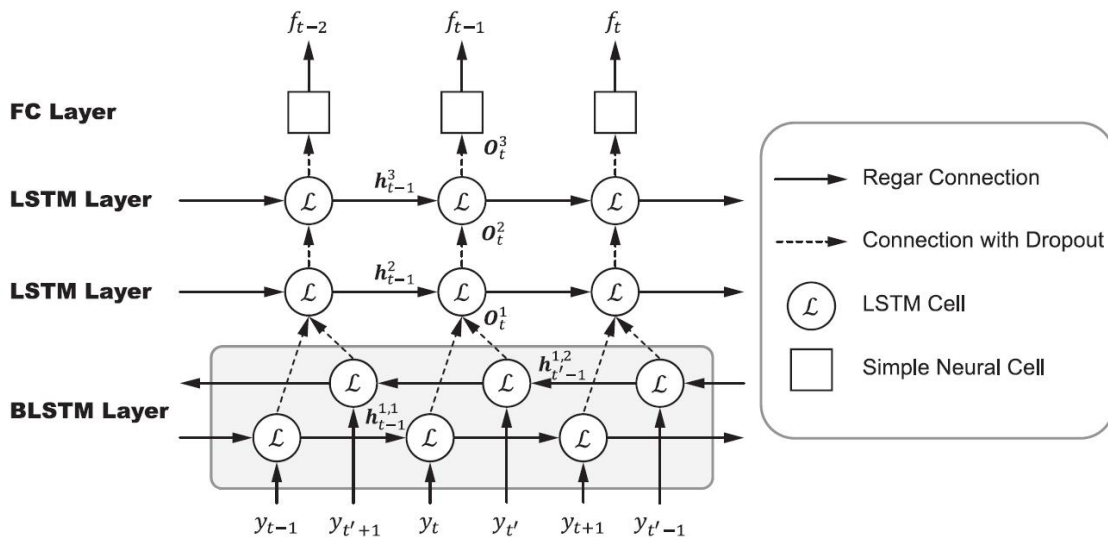 f_{t−2} f_{t−1} f_t
FC Layer
O_t^3
LSTM Layer ℒ h_{t−1}^3 ℒ ℒ
O_t^2
LSTM Layer ℒ h_{t−1}^2 ℒ ℒ
O_t^1
BLSTM Layer
ℒ ℒ h_{t′−1}^{1,2} ℒ
ℒ h_{t−1}^{1,1} ℒ ℒ
y_{t−1} y_{t′+1} y_t y_{t′} y_{t+1} y_{t′−1}
Regar Connection
Connection with Dropout
ℒ LSTM Cell
Simple Neural Cell